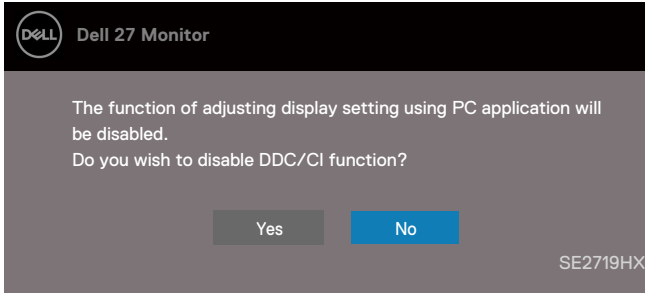 DELL Dell 27 Monitor
The function of adjusting display setting using PC application will
be disabled.
Do you wish to disable DDC/CI function?
Yes No
SE2719HX